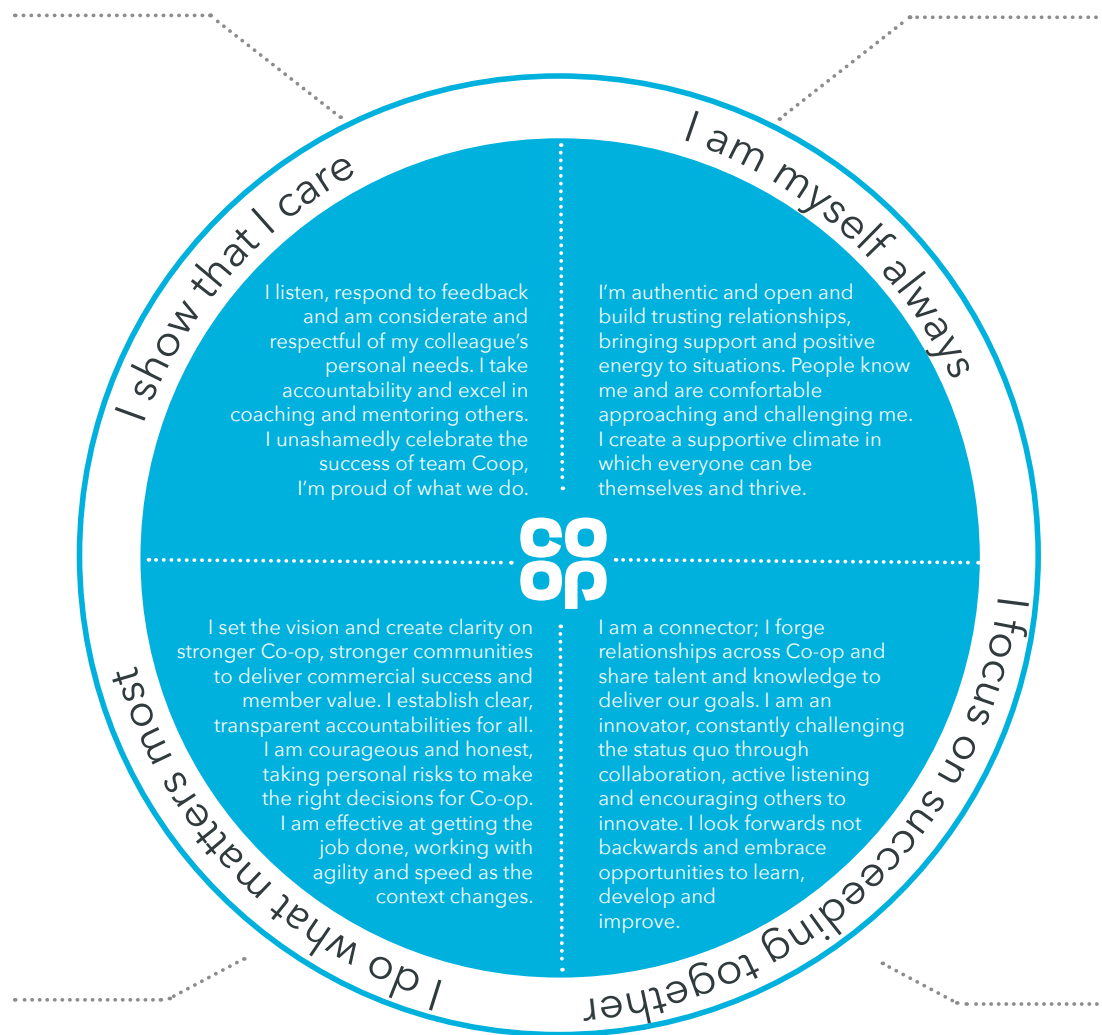 I show that I care
I listen, respond to feedback
and am considerate and
respectful of my colleague's
personal needs. I take
accountability and excel in
coaching and mentoring others.
I unashamedly celebrate the
success of team Coop,
I'm proud of what we do.
I am myself always
I'm authentic and open and
build trusting relationships,
bringing support and positive
energy to situations. People know
me and are comfortable
approaching and challenging me.
I create a supportive climate in
which everyone can be
themselves and thrive.
co
op
I do what matters most
I set the vision and create clarity on
stronger Co-op, stronger communities
to deliver commercial success and
member value. I establish clear,
transparent accountabilities for all.
I am courageous and honest,
taking personal risks to make
the right decisions for Co-op.
I am effective at getting the
job done, working with
agility and speed as the
context changes.
I focus on succeeding together
I am a connector; I forge
relationships across Co-op and
share talent and knowledge to
deliver our goals. I am an
innovator, constantly challenging
the status quo through
collaboration, active listening
and encouraging others to
innovate. I look forwards not
backwards and embrace
opportunities to learn,
develop and
improve.